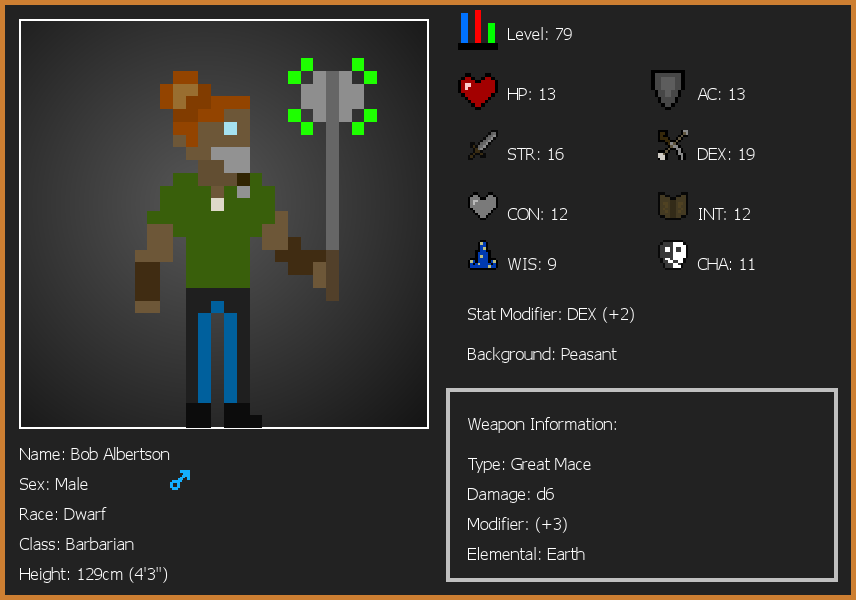 Level: 79
HP: 13
AC: 13
STR: 16
DEX: 19
CON: 12
INT: 12
WIS: 9
CHA: 11
Stat Modifier: DEX (+2)
Background: Peasant
Weapon Information:
Type: Great Mace
Damage: d6
Modifier: (+3)
Elemental: Earth
Name: Bob Albertson
Sex: Male
Race: Dwarf
Class: Barbarian
Height: 129cm (4'3")